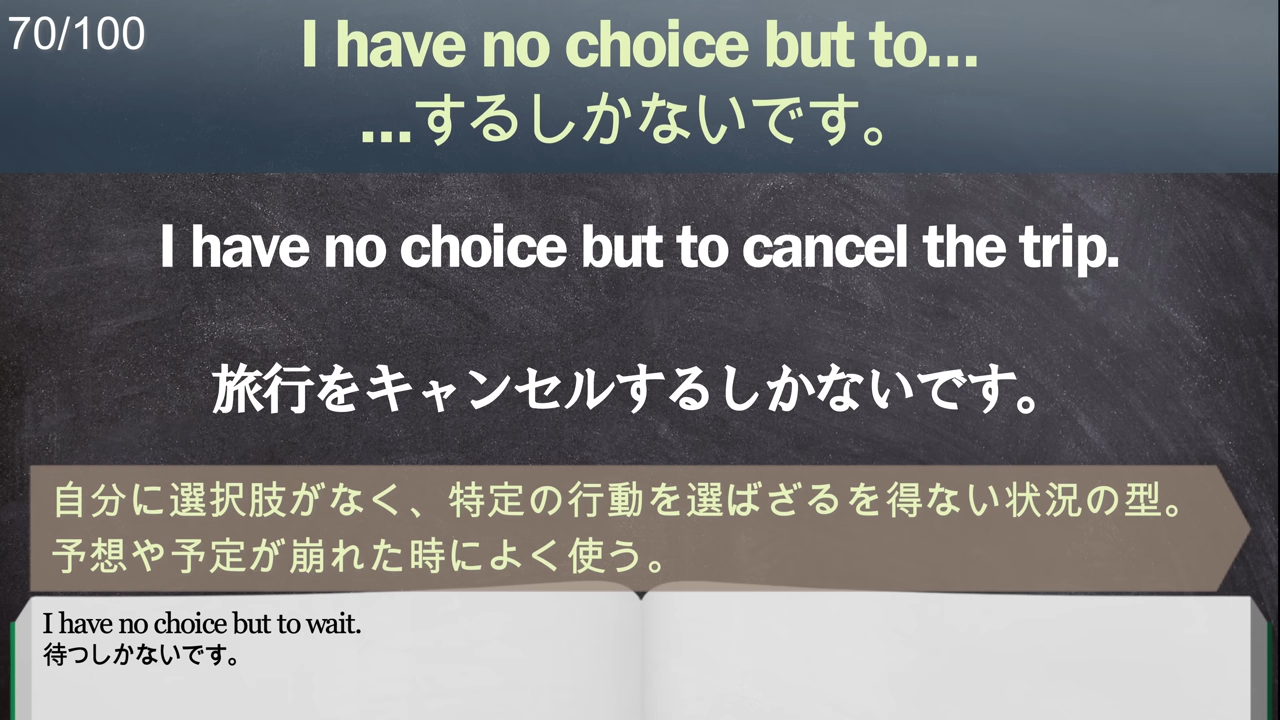 70/100
I have no choice but to...
...するしかないです。
I have no choice but to cancel the trip.
旅行をキャンセルするしかないです。
自分に選択肢がなく、特定の行動を選ばざるを得ない状況の型。
予想や予定が崩れた時によく使う。
I have no choice but to wait.
待つしかないです。